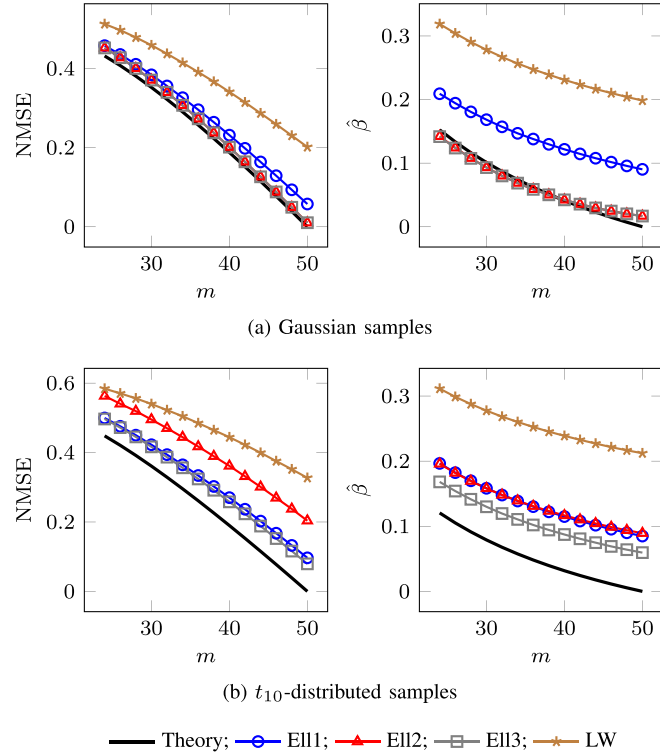 0.4
0.2
0
NMSE
30
40
50
m
0.3
0.2
0.1
0
β̂
30
40
50
m
(a) Gaussian samples
0.6
0.4
0.2
0
NMSE
30
40
50
m
0.3
0.2
0.1
0
β̂
30
40
50
m
(b) t₁₀-distributed samples
Theory; Ell1; Ell2; Ell3; LW